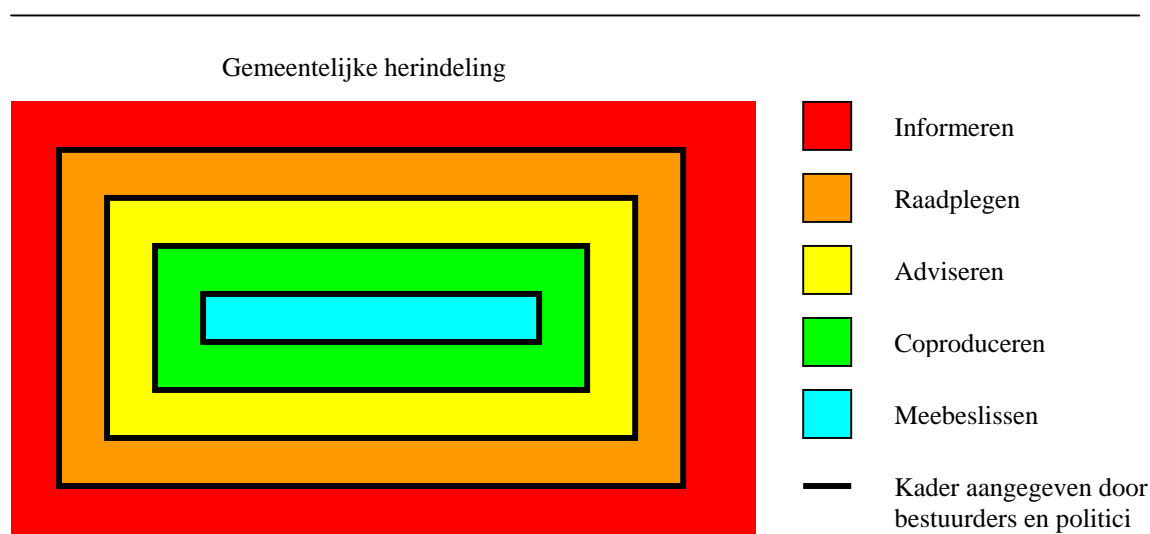 Gemeentelijke herindeling
Informeren
Raadplegen
Adviseren
Coproduceren
Meebeslissen
Kader aangegeven door
bestuurders en politici